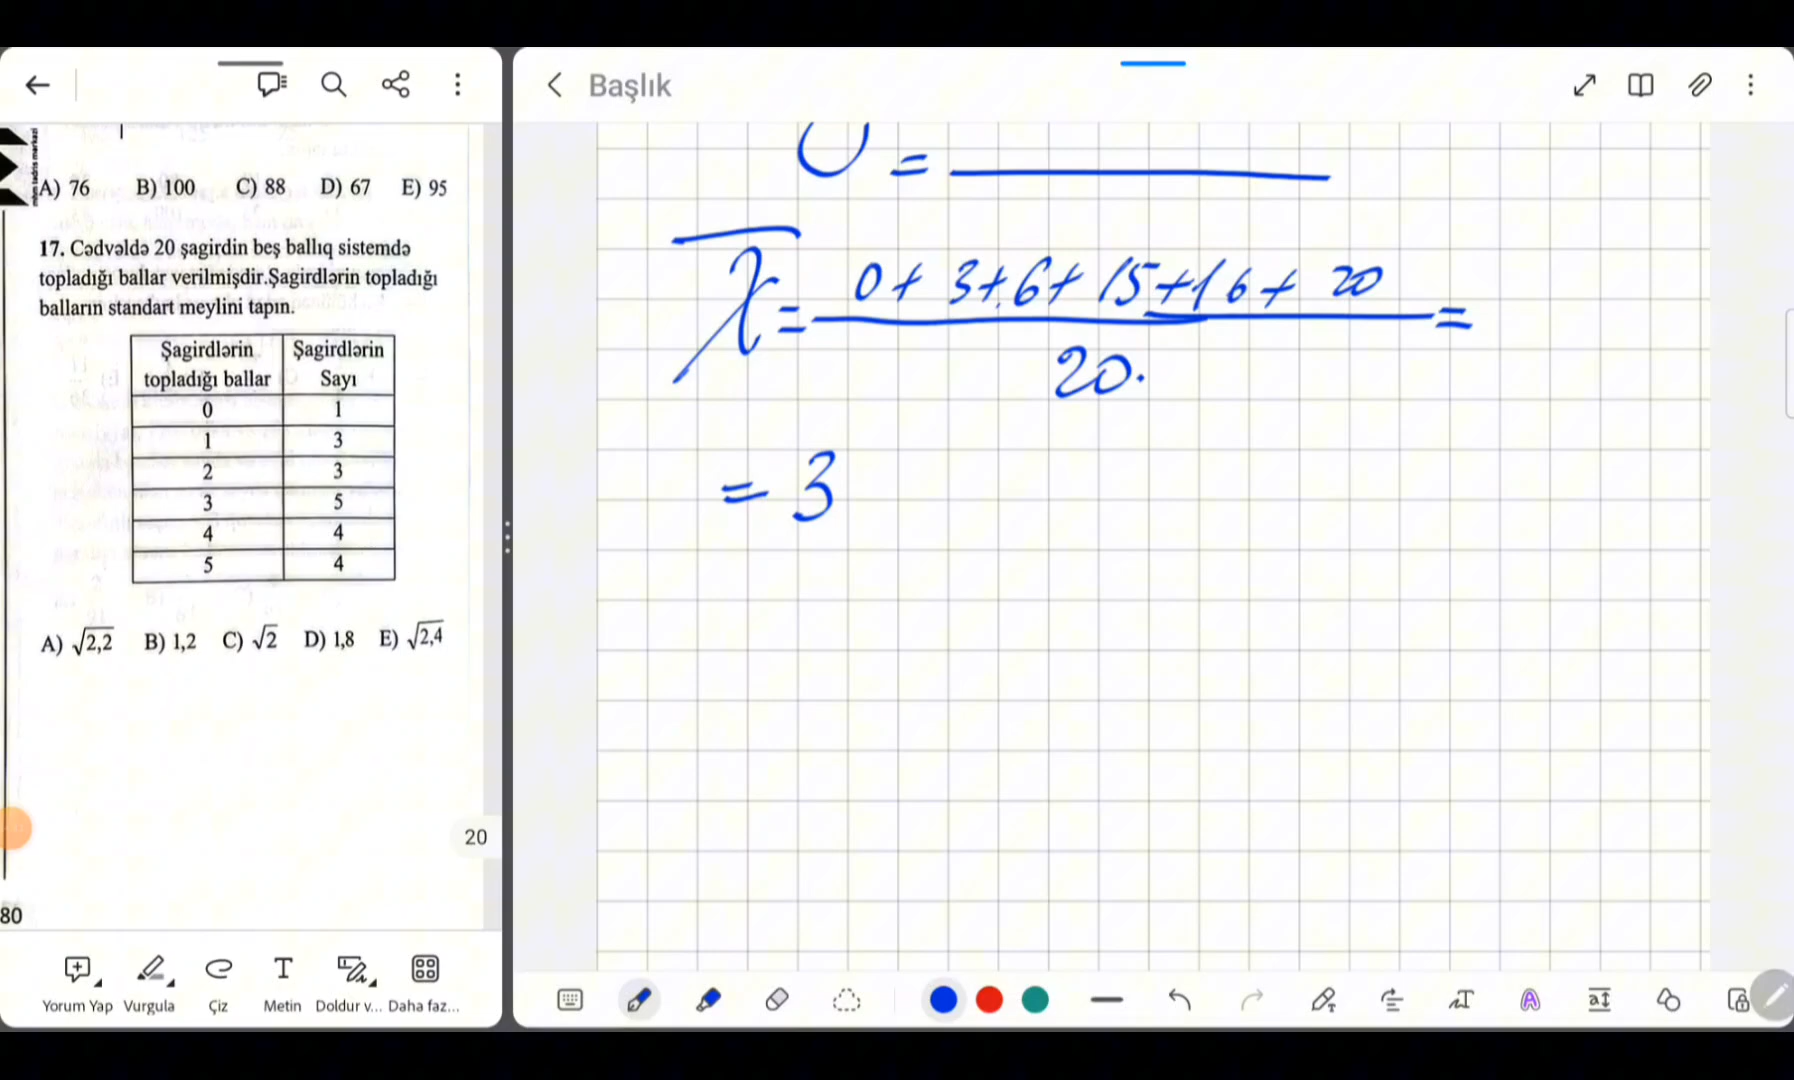 Başlık
məhəm tədris mərkəzi
A) 76 B) 100 C) 88 D) 67 E) 95
17. Cədvəldə 20 şagirdin beş ballıq sistemdə
topladığı ballar verilmişdir.Şagirdlərin topladığı
balların standart meylini tapın.
Şagirdlərin topladığı ballar Şagirdlərin Sayı
0 1
1 3
2 3
3 5
4 4
5 4
A) √2,2 B) 1,2 C) √2 D) 1,8 E) √2,4
20
80
Yorum Yap Vurgula Çiz Metin Doldur v... Daha faz...
=
x̄ = 0 + 3 + 6 + 15 + 16 + 20 =
20.
= 3